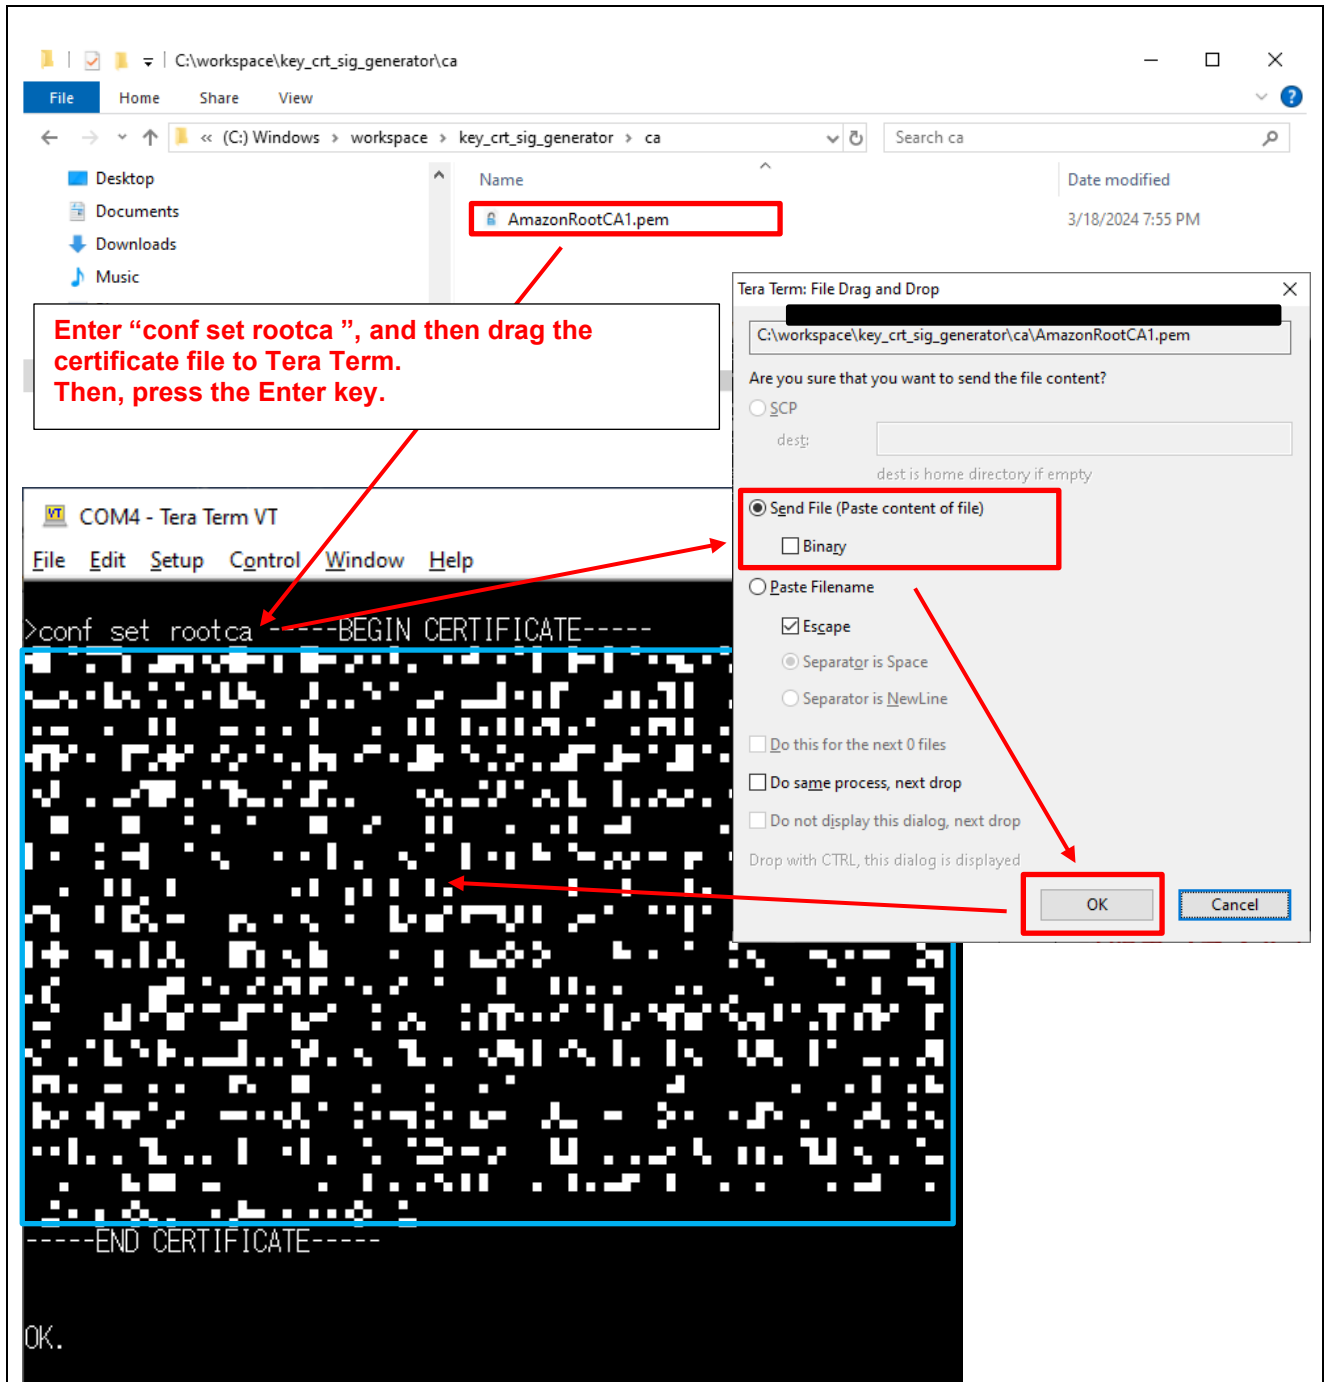 C:\workspace\key_crt_sig_generator\ca
File Home Share View
« (C:) Windows › workspace › key_crt_sig_generator › ca
Search ca
Desktop
Documents
Downloads
Music
Name
Date modified
AmazonRootCA1.pem
3/18/2024 7:55 PM
Enter “conf set rootca ”, and then drag the
certificate file to Tera Term.
Then, press the Enter key.
Tera Term: File Drag and Drop
C:\workspace\key_crt_sig_generator\ca\AmazonRootCA1.pem
Are you sure that you want to send the file content?
SCP
dest:
dest is home directory if empty
Send File (Paste content of file)
Binary
Paste Filename
Escape
Separator is Space
Separator is NewLine
Do this for the next 0 files
Do same process, next drop
Do not display this dialog, next drop
Drop with CTRL, this dialog is displayed
OK
Cancel
VT
COM4 - Tera Term VT
File Edit Setup Control Window Help
>conf set rootca -----BEGIN CERTIFICATE-----
-----END CERTIFICATE-----
OK.